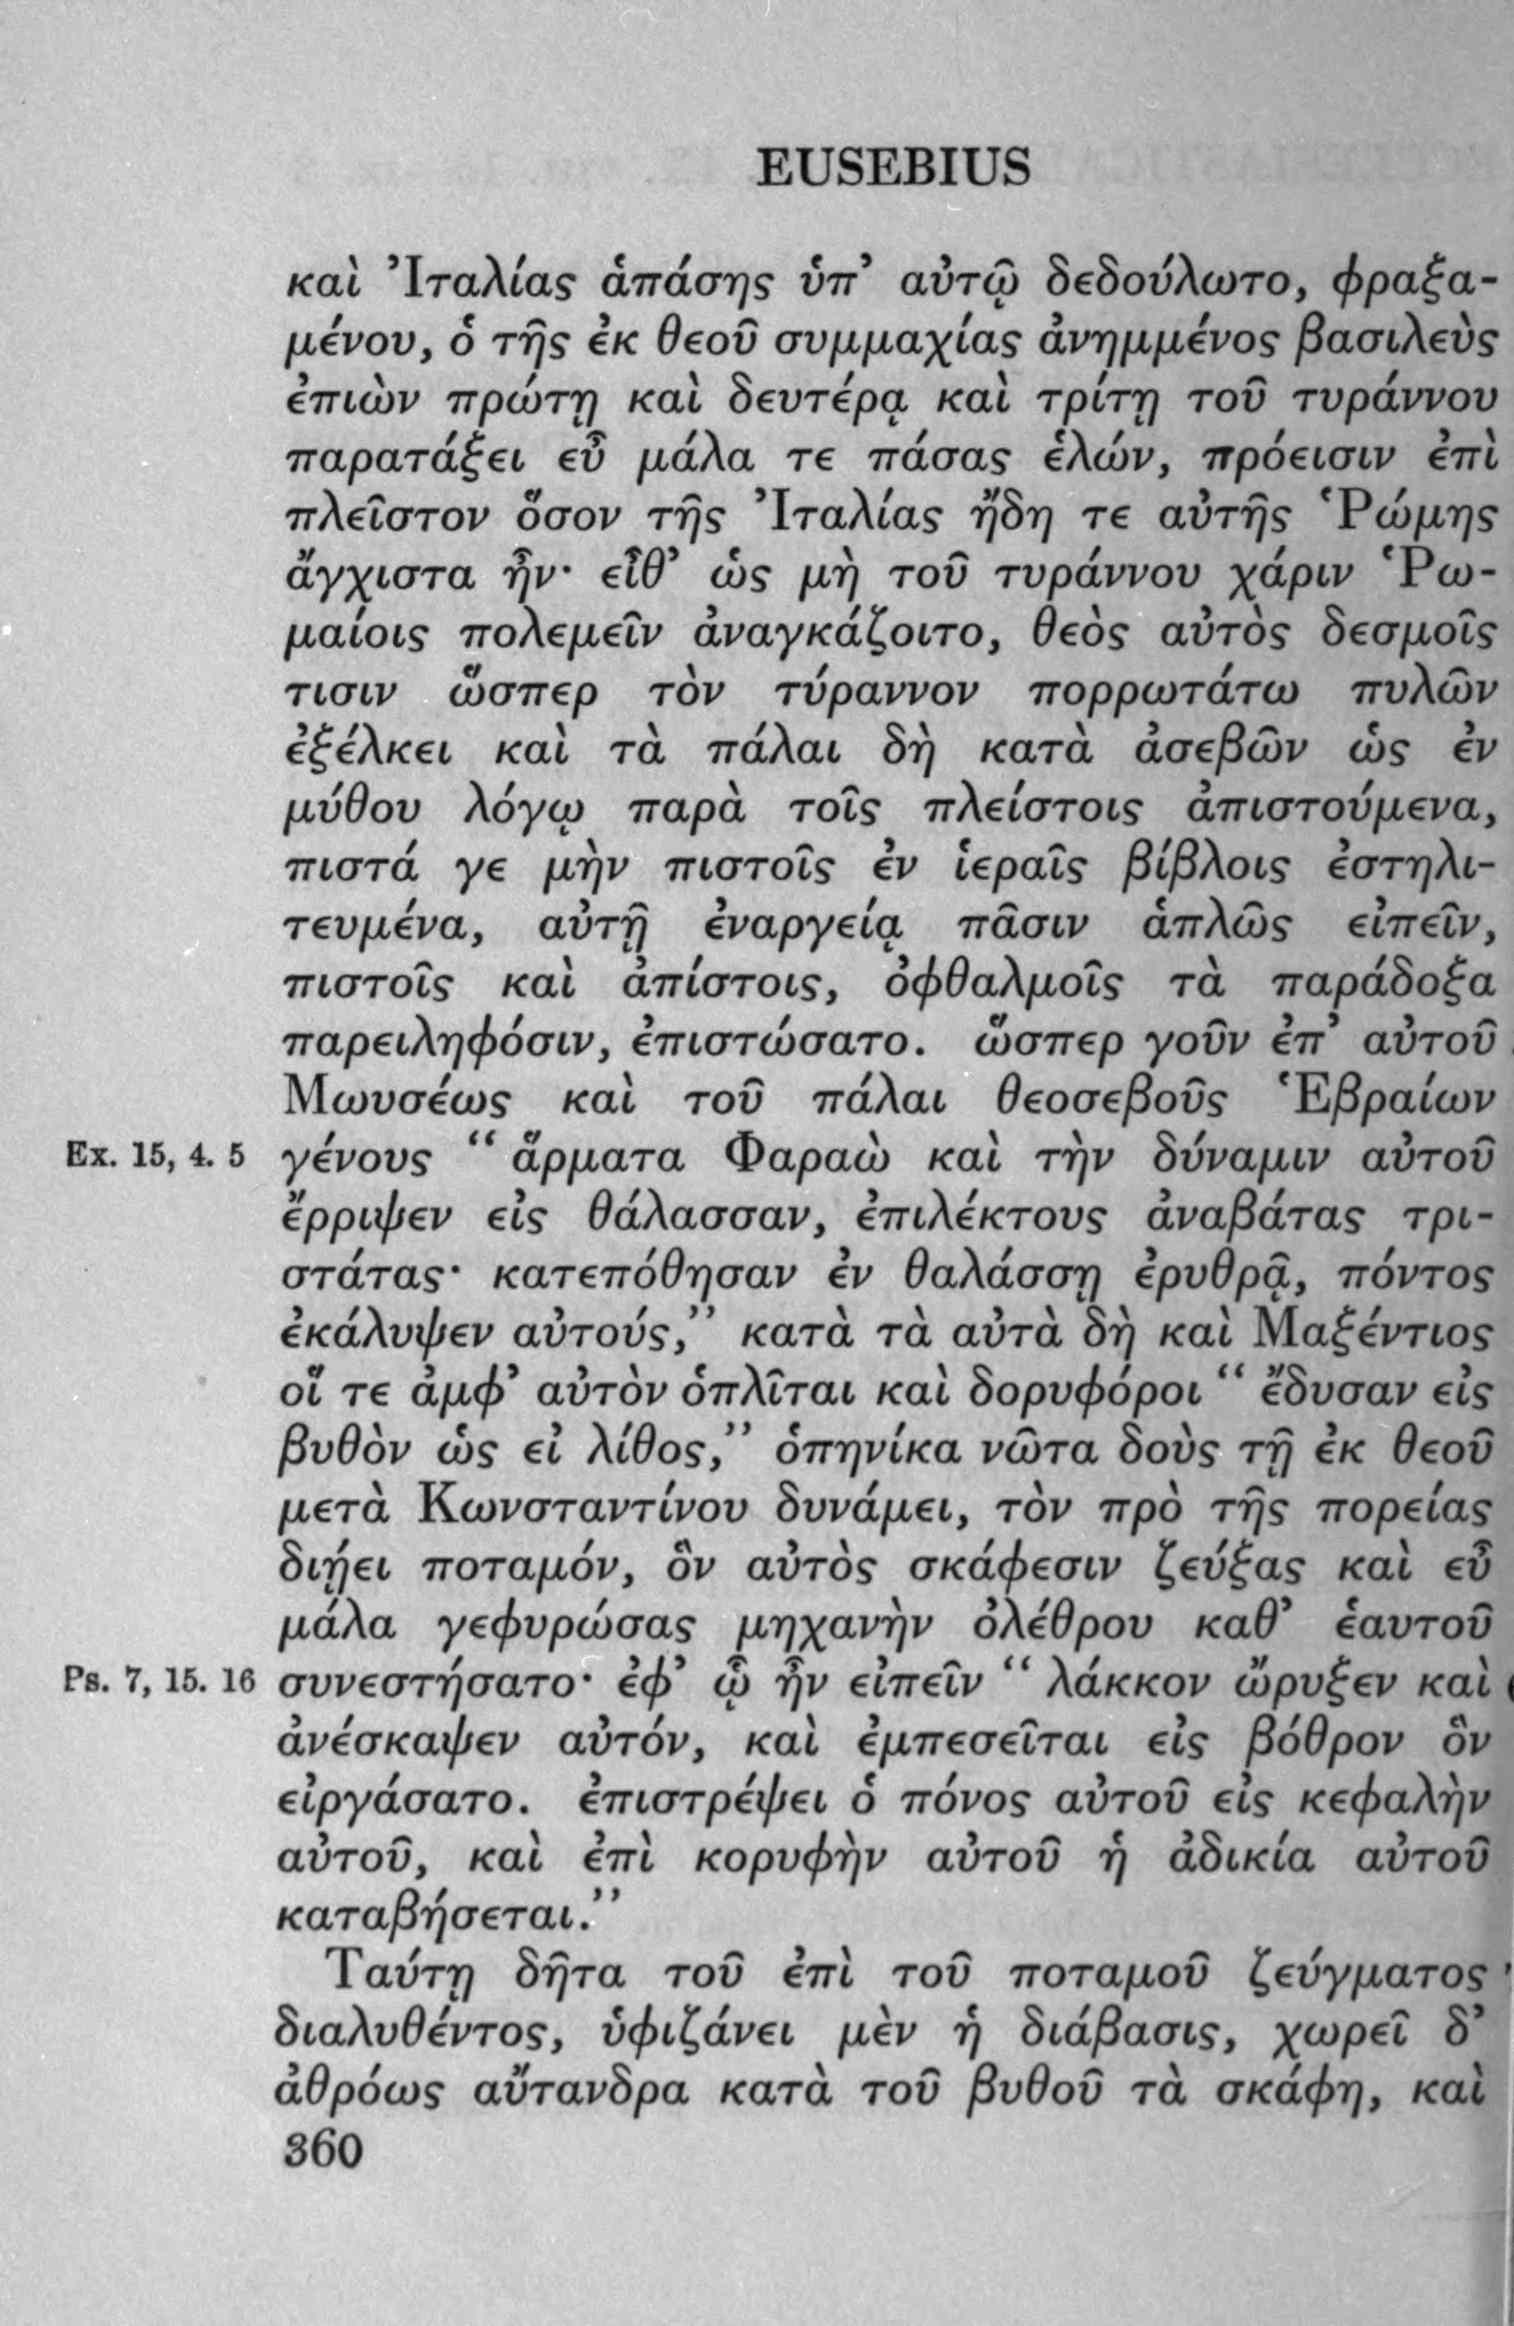 EUSEBIUS
καὶ Ἰταλίας ἁπάσης ὑπ’ αὐτῷ δεδούλωτο, φραξα-
μένου, ὁ τῆς ἐκ θεοῦ συμμαχίας ἀνημμένος βασιλεὺς
ἐπιὼν πρώτῃ καὶ δευτέρᾳ καὶ τρίτῃ τοῦ τυράννου
παρατάξει εὖ μάλα τε πάσας ἑλών, πρόεισιν ἐπὶ
πλεῖστον ὅσον τῆς Ἰταλίας ἤδη τε αὐτῆς Ῥώμης
ἄγχιστα ἦν· εἶθ’ ὡς μὴ τοῦ τυράννου χάριν Ῥω-
μαίοις πολεμεῖν ἀναγκάζοιτο, θεὸς αὐτὸς δεσμοῖς
τισιν ὥσπερ τὸν τύραννον πορρωτάτω πυλῶν
ἐξέλκει καὶ τὰ πάλαι δὴ κατὰ ἀσεβῶν ὡς ἐν
μύθου λόγῳ παρὰ τοῖς πλείστοις ἀπιστούμενα,
πιστά γε μὴν πιστοῖς ἐν ἱεραῖς βίβλοις ἐστηλι-
τευμένα, αὐτῇ ἐναργείᾳ πᾶσιν ἁπλῶς εἰπεῖν,
πιστοῖς καὶ ἀπίστοις, ὀφθαλμοῖς τὰ παράδοξα
παρειληφόσιν, ἐπιστώσατο. ὥσπερ γοῦν ἐπ’ αὐτοῦ
Μωυσέως καὶ τοῦ πάλαι θεοσεβοῦς Ἑβραίων
Ex. 15, 4. 5 γένους “ ἅρματα Φαραὼ καὶ τὴν δύναμιν αὐτοῦ
ἔρριψεν εἰς θάλασσαν, ἐπιλέκτους ἀναβάτας τρι-
στάτας· κατεπόθησαν ἐν θαλάσσῃ ἐρυθρᾷ, πόντος
ἐκάλυψεν αὐτούς,” κατὰ τὰ αὐτὰ δὴ καὶ Μαξέντιος
οἵ τε ἀμφ’ αὐτὸν ὁπλῖται καὶ δορυφόροι “ ἔδυσαν εἰς
βυθὸν ὡς εἰ λίθος,” ὁπηνίκα νῶτα δοὺς τῇ ἐκ θεοῦ
μετὰ Κωνσταντίνου δυνάμει, τὸν πρὸ τῆς πορείας
διῄει ποταμόν, ὃν αὐτὸς σκάφεσιν ζεύξας καὶ εὖ
μάλα γεφυρώσας μηχανὴν ὀλέθρου καθ’ ἑαυτοῦ
Ps. 7, 15. 16 συνεστήσατο· ἐφ’ ᾧ ἦν εἰπεῖν “ λάκκον ὤρυξεν καὶ
ἀνέσκαψεν αὐτόν, καὶ ἐμπεσεῖται εἰς βόθρον ὃν
εἰργάσατο. ἐπιστρέψει ὁ πόνος αὐτοῦ εἰς κεφαλὴν
αὐτοῦ, καὶ ἐπὶ κορυφὴν αὐτοῦ ἡ ἀδικία αὐτοῦ
καταβήσεται.”
Ταύτῃ δῆτα τοῦ ἐπὶ τοῦ ποταμοῦ ζεύγματος
διαλυθέντος, ὑφιζάνει μὲν ἡ διάβασις, χωρεῖ δ’
ἀθρόως αὔτανδρα κατὰ τοῦ βυθοῦ τὰ σκάφη, καὶ
360